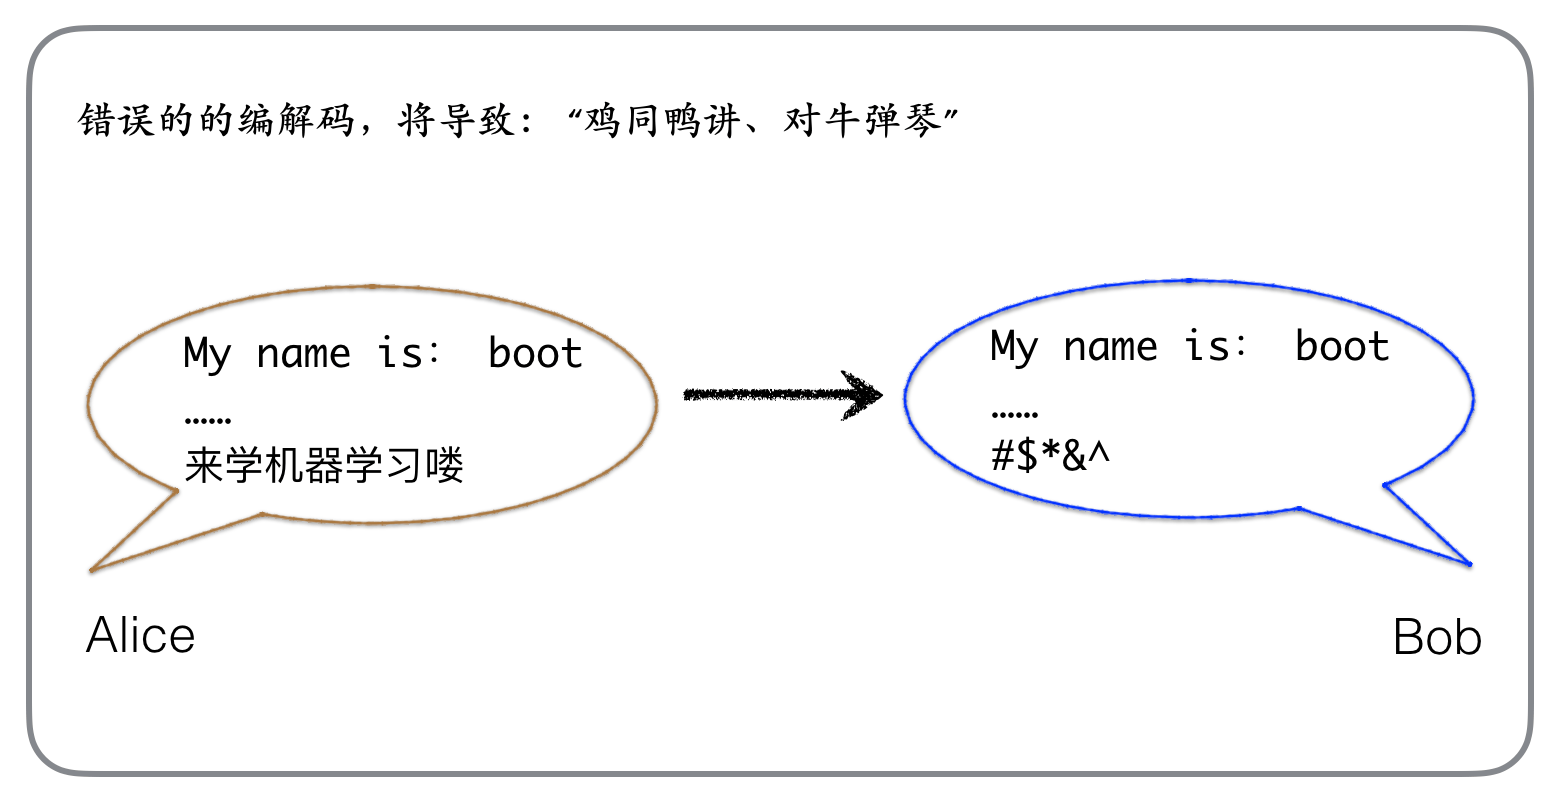 错误的的编解码，将导致：“鸡同鸭讲、对牛弹琴”
My name is： boot
……
来学机器学习喽
My name is： boot
……
#$*&^
Alice
Bob